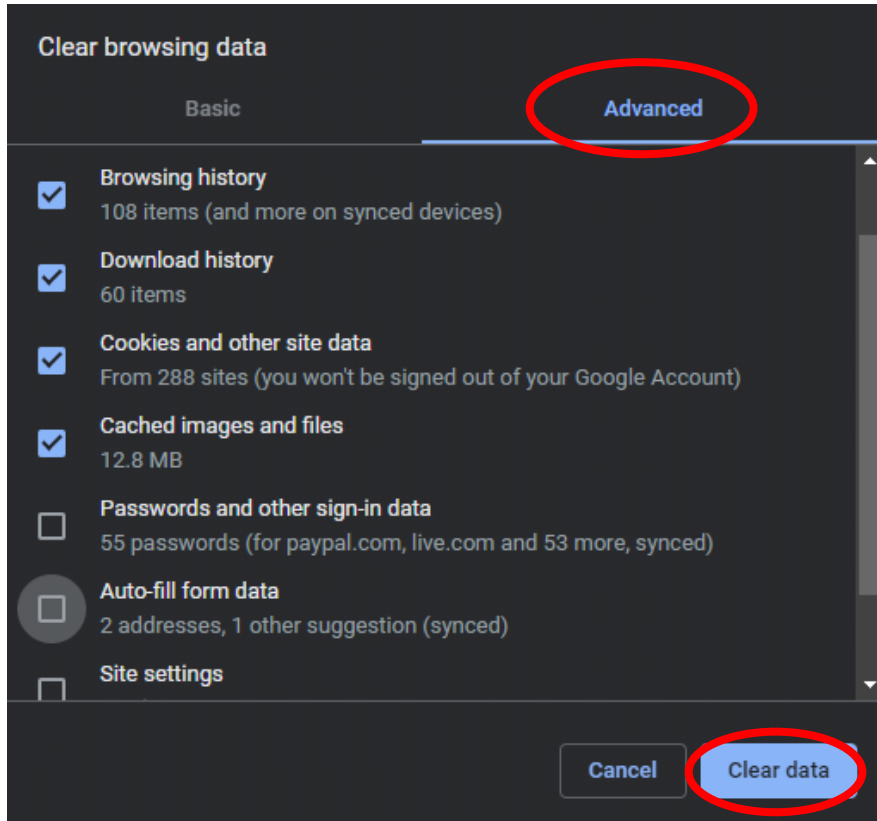 Clear browsing data
Basic
Advanced
Browsing history
108 items (and more on synced devices)
Download history
60 items
Cookies and other site data
From 288 sites (you won't be signed out of your Google Account)
Cached images and files
12.8 MB
Passwords and other sign-in data
55 passwords (for paypal.com, live.com and 53 more, synced)
Auto-fill form data
2 addresses, 1 other suggestion (synced)
Site settings
Cancel
Clear data